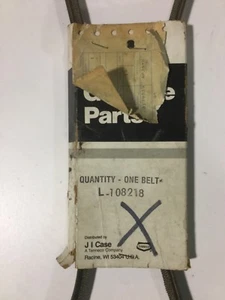 Parts
QUANTITY - ONE BELT
L-108218
Distributed by
J I Case
A Tenneco Company
Racine, WI 53404 U.S.A.